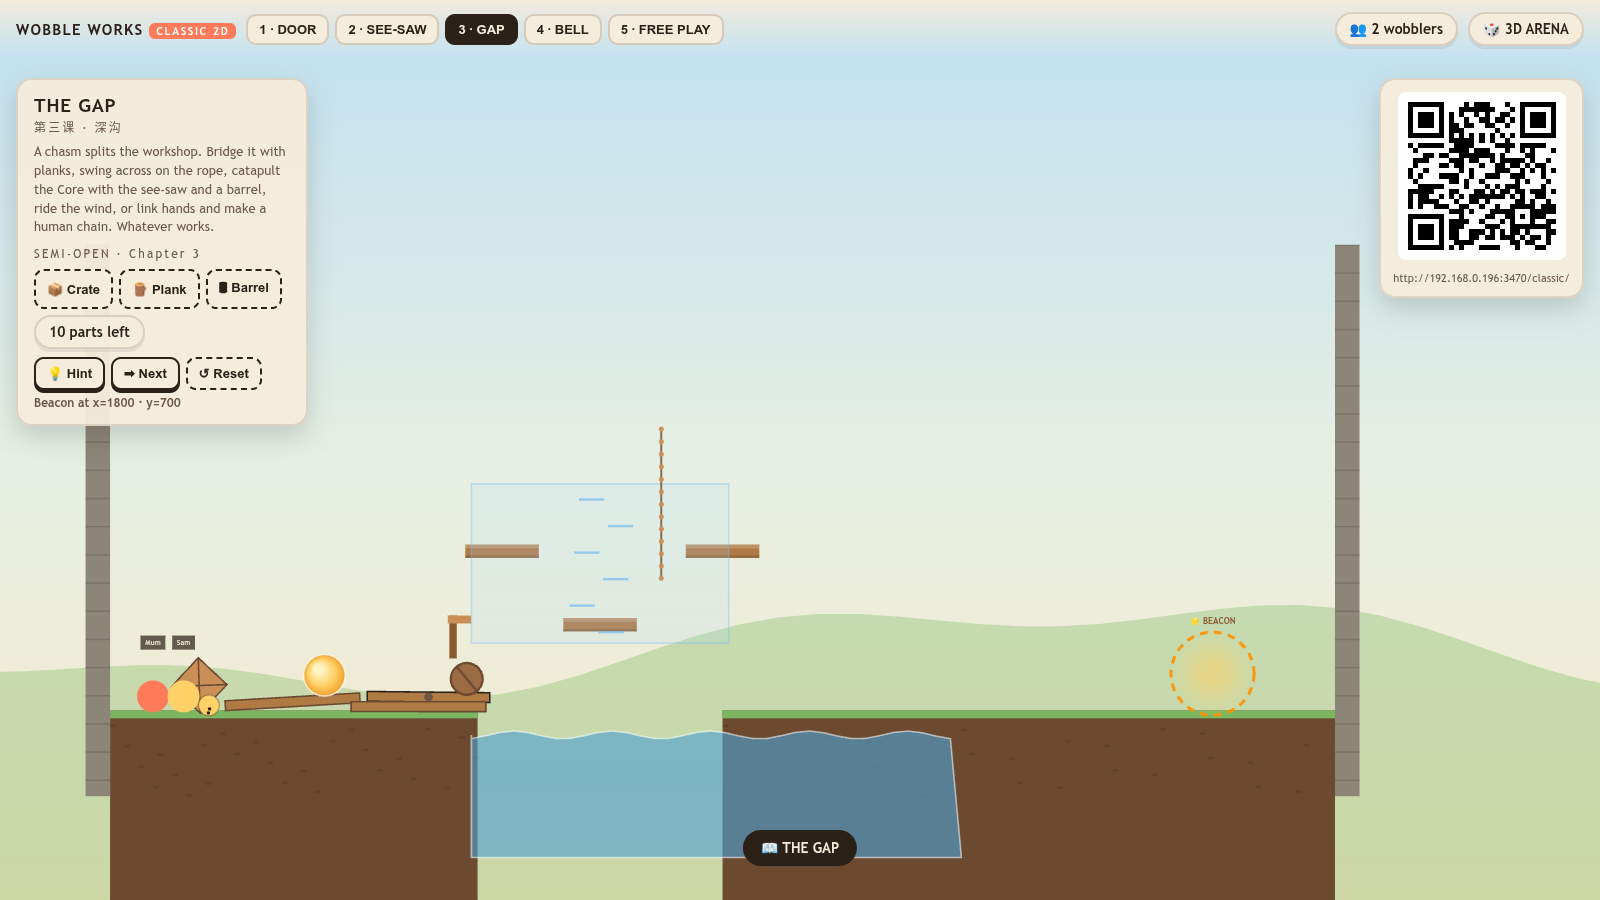 WOBBLE WORKS CLASSIC 2D
1 · DOOR
2 · SEE-SAW
3 · GAP
4 · BELL
5 · FREE PLAY
👥 2 wobblers
🎲 3D ARENA
THE GAP
第三课 · 深沟
A chasm splits the workshop. Bridge it with
planks, swing across on the rope, catapult
the Core with the see-saw and a barrel,
ride the wind, or link hands and make a
human chain. Whatever works.
SEMI-OPEN · Chapter 3
📦 Crate
🪵 Plank
🛢 Barrel
10 parts left
💡 Hint
➡ Next
↺ Reset
Beacon at x=1800 · y=700
http://192.168.0.196:3470/classic/
Mum
Sam
⚡ BEACON
📖 THE GAP